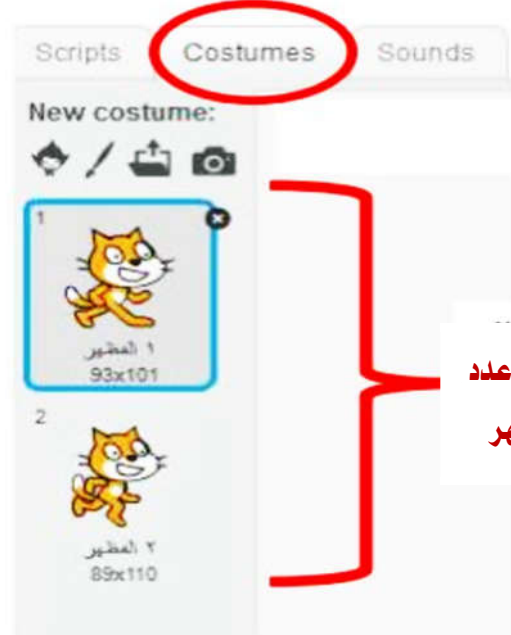 Scripts Costumes Sounds
New costume:
1
١ المظهر
93x101
عدد
2
٢ المظهر
89x110